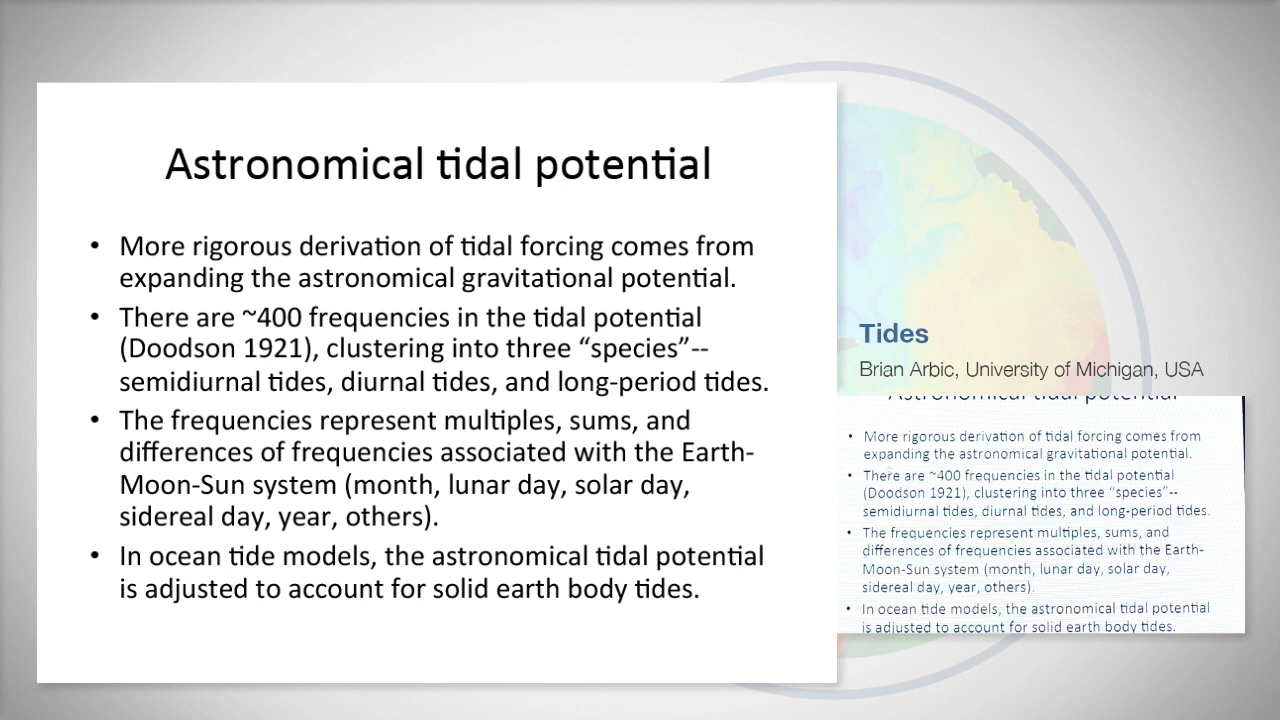 Astronomical tidal potential
• More rigorous derivation of tidal forcing comes from
expanding the astronomical gravitational potential.
• There are ~400 frequencies in the tidal potential
(Doodson 1921), clustering into three “species”--
semidiurnal tides, diurnal tides, and long-period tides.
• The frequencies represent multiples, sums, and
differences of frequencies associated with the Earth-
Moon-Sun system (month, lunar day, solar day,
sidereal day, year, others).
• In ocean tide models, the astronomical tidal potential
is adjusted to account for solid earth body tides.
Tides
Brian Arbic, University of Michigan, USA
Astronomical tidal potential
• More rigorous derivation of tidal forcing comes from
expanding the astronomical gravitational potential.
• There are ~400 frequencies in the tidal potential
(Doodson 1921), clustering into three “species”--
semidiurnal tides, diurnal tides, and long-period tides.
• The frequencies represent multiples, sums, and
differences of frequencies associated with the Earth-
Moon-Sun system (month, lunar day, solar day,
sidereal day, year, others).
• In ocean tide models, the astronomical tidal potential
is adjusted to account for solid earth body tides.